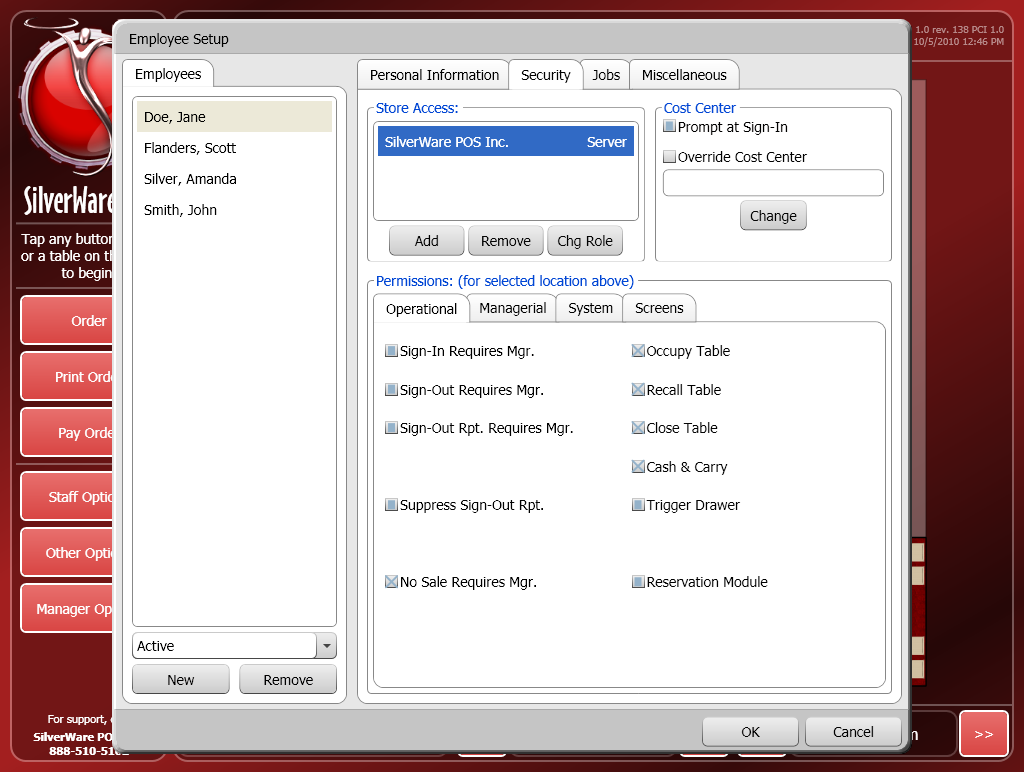 1.0 rev. 138 PCI 1.0
10/5/2010 12:46 PM
SilverWare
Tap any button
or a table on th
to begin
Order
Print Orde
Pay Orde
Staff Optio
Other Optio
Manager Op
For support, c
SilverWare PO
888-510-510
>>
Employee Setup
Employees
Doe, Jane
Flanders, Scott
Silver, Amanda
Smith, John
Active
New
Remove
Personal Information
Security
Jobs
Miscellaneous
Store Access:
SilverWare POS Inc. Server
Add
Remove
Chg Role
Cost Center
Prompt at Sign-In
Override Cost Center
Change
Permissions: (for selected location above)
Operational
Managerial
System
Screens
Sign-In Requires Mgr.
Occupy Table
Sign-Out Requires Mgr.
Recall Table
Sign-Out Rpt. Requires Mgr.
Close Table
Cash & Carry
Suppress Sign-Out Rpt.
Trigger Drawer
No Sale Requires Mgr.
Reservation Module
OK
Cancel